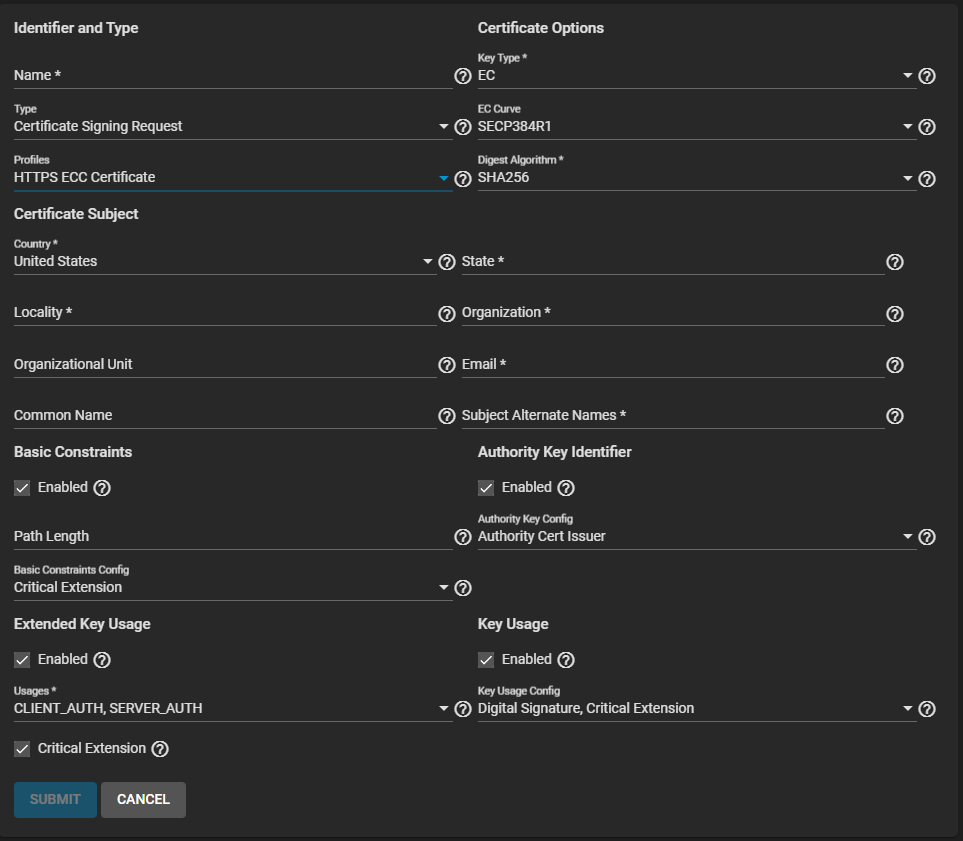 Identifier and Type
Certificate Options
Name *
Key Type *
EC
Type
Certificate Signing Request
EC Curve
SECP384R1
Profiles
HTTPS ECC Certificate
Digest Algorithm *
SHA256
Certificate Subject
Country *
United States
State *
Locality *
Organization *
Organizational Unit
Email *
Common Name
Subject Alternate Names *
Basic Constraints
Authority Key Identifier
Enabled
Enabled
Path Length
Authority Key Config
Authority Cert Issuer
Basic Constraints Config
Critical Extension
Extended Key Usage
Key Usage
Enabled
Enabled
Usages *
CLIENT_AUTH, SERVER_AUTH
Key Usage Config
Digital Signature, Critical Extension
Critical Extension
SUBMIT
CANCEL